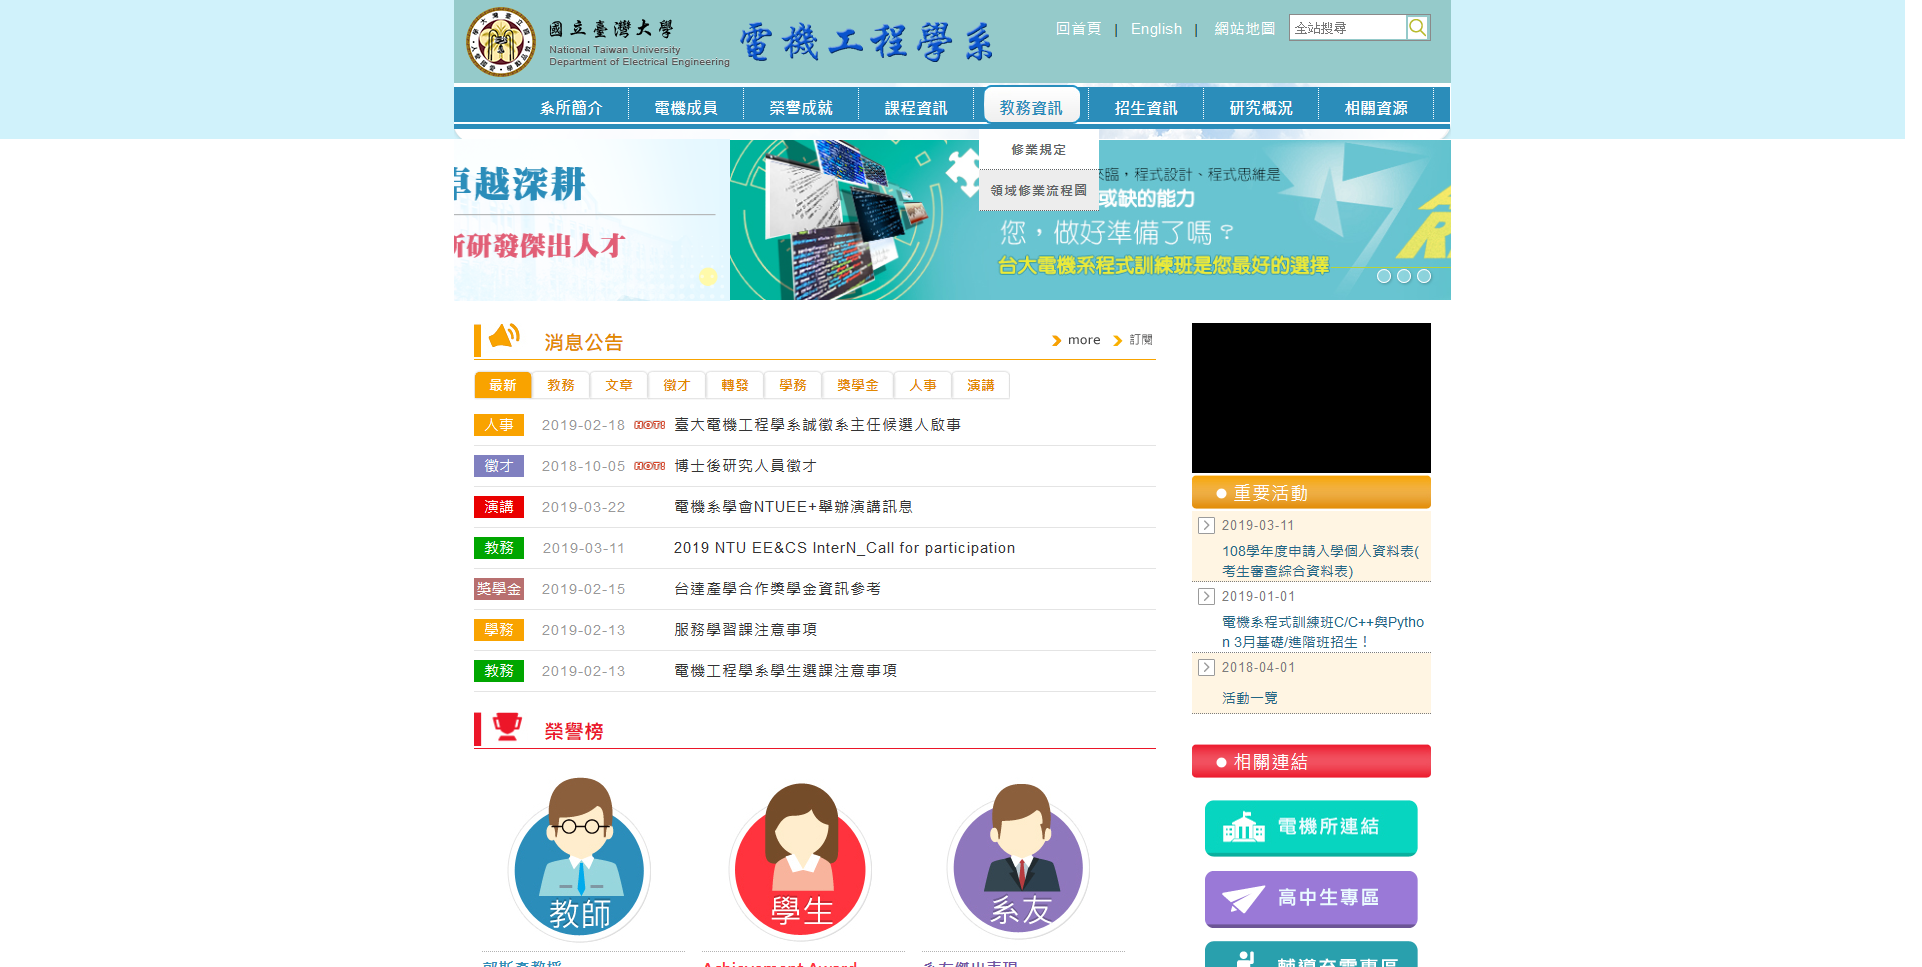 國立臺灣大學
National Taiwan University
Department of Electrical Engineering
電機工程學系
回首頁 | English | 網站地圖
全站搜尋
系所簡介 電機成員 榮譽成就 課程資訊 教務資訊 招生資訊 研究概況 相關資源
修業規定
領域修業流程圖
卓越深耕
研發傑出人才
來臨，程式設計、程式思維是
或缺的能力
您，做好準備了嗎？
台大電機系程式訓練班是您最好的選擇
消息公告
more 訂閱
最新 教務 文章 徵才 轉發 學務 獎學金 人事 演講
人事 2019-02-18 HOT! 臺大電機工程學系誠徵系主任候選人啟事
徵才 2018-10-05 HOT! 博士後研究人員徵才
演講 2019-03-22 電機系學會NTUEE+舉辦演講訊息
教務 2019-03-11 2019 NTU EE&CS InterN_Call for participation
獎學金 2019-02-15 台達產學合作獎學金資訊參考
學務 2019-02-13 服務學習課注意事項
教務 2019-02-13 電機工程學系學生選課注意事項
榮譽榜
教師
學生
系友
郭斯彥教授
Achievement Award
系友傑出表現
重要活動
2019-03-11
108學年度申請入學個人資料表(
考生審查綜合資料表)
2019-01-01
電機系程式訓練班C/C++與Pytho
n 3月基礎/進階班招生！
2018-04-01
活動一覽
相關連結
電機所連結
高中生專區
輔導充電專區